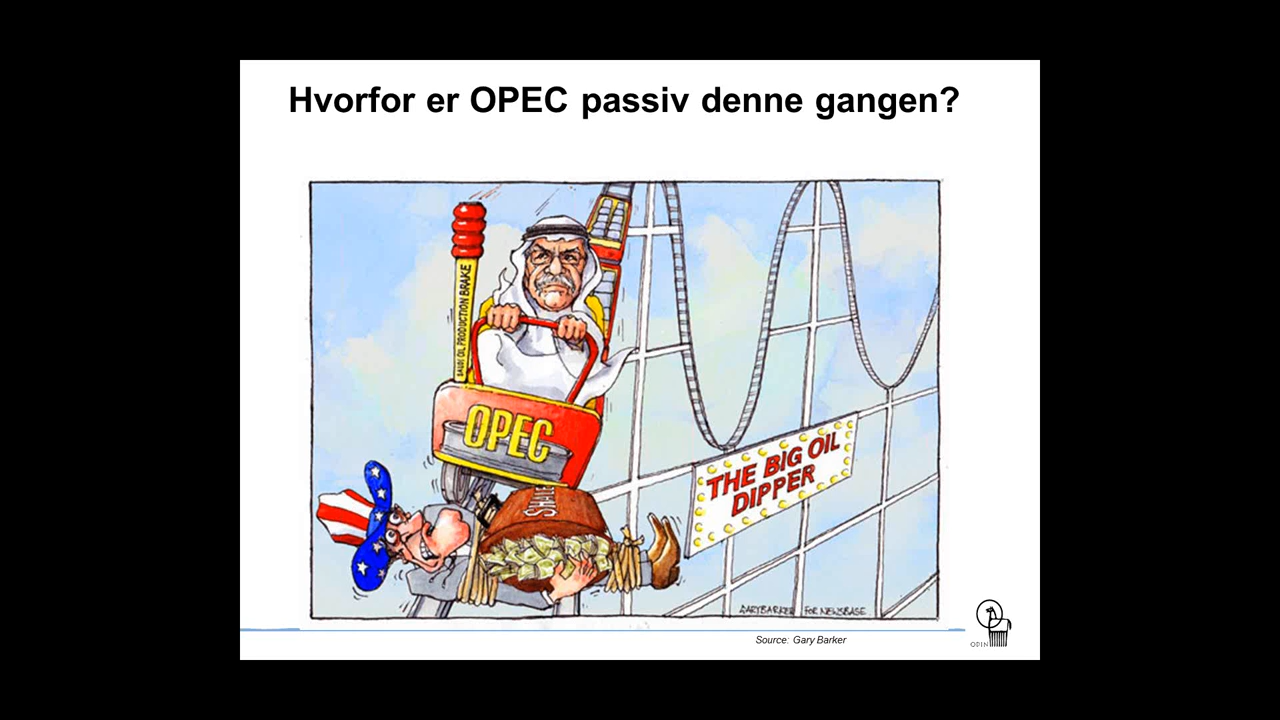 Hvorfor er OPEC passiv denne gangen?
SAUDI OIL PRODUCTION BRAKE
OPEC
SHALE
THE BIG OIL
DIPPER
GARY BARKER FOR NEWSBASE
Source: Gary Barker
ODIN